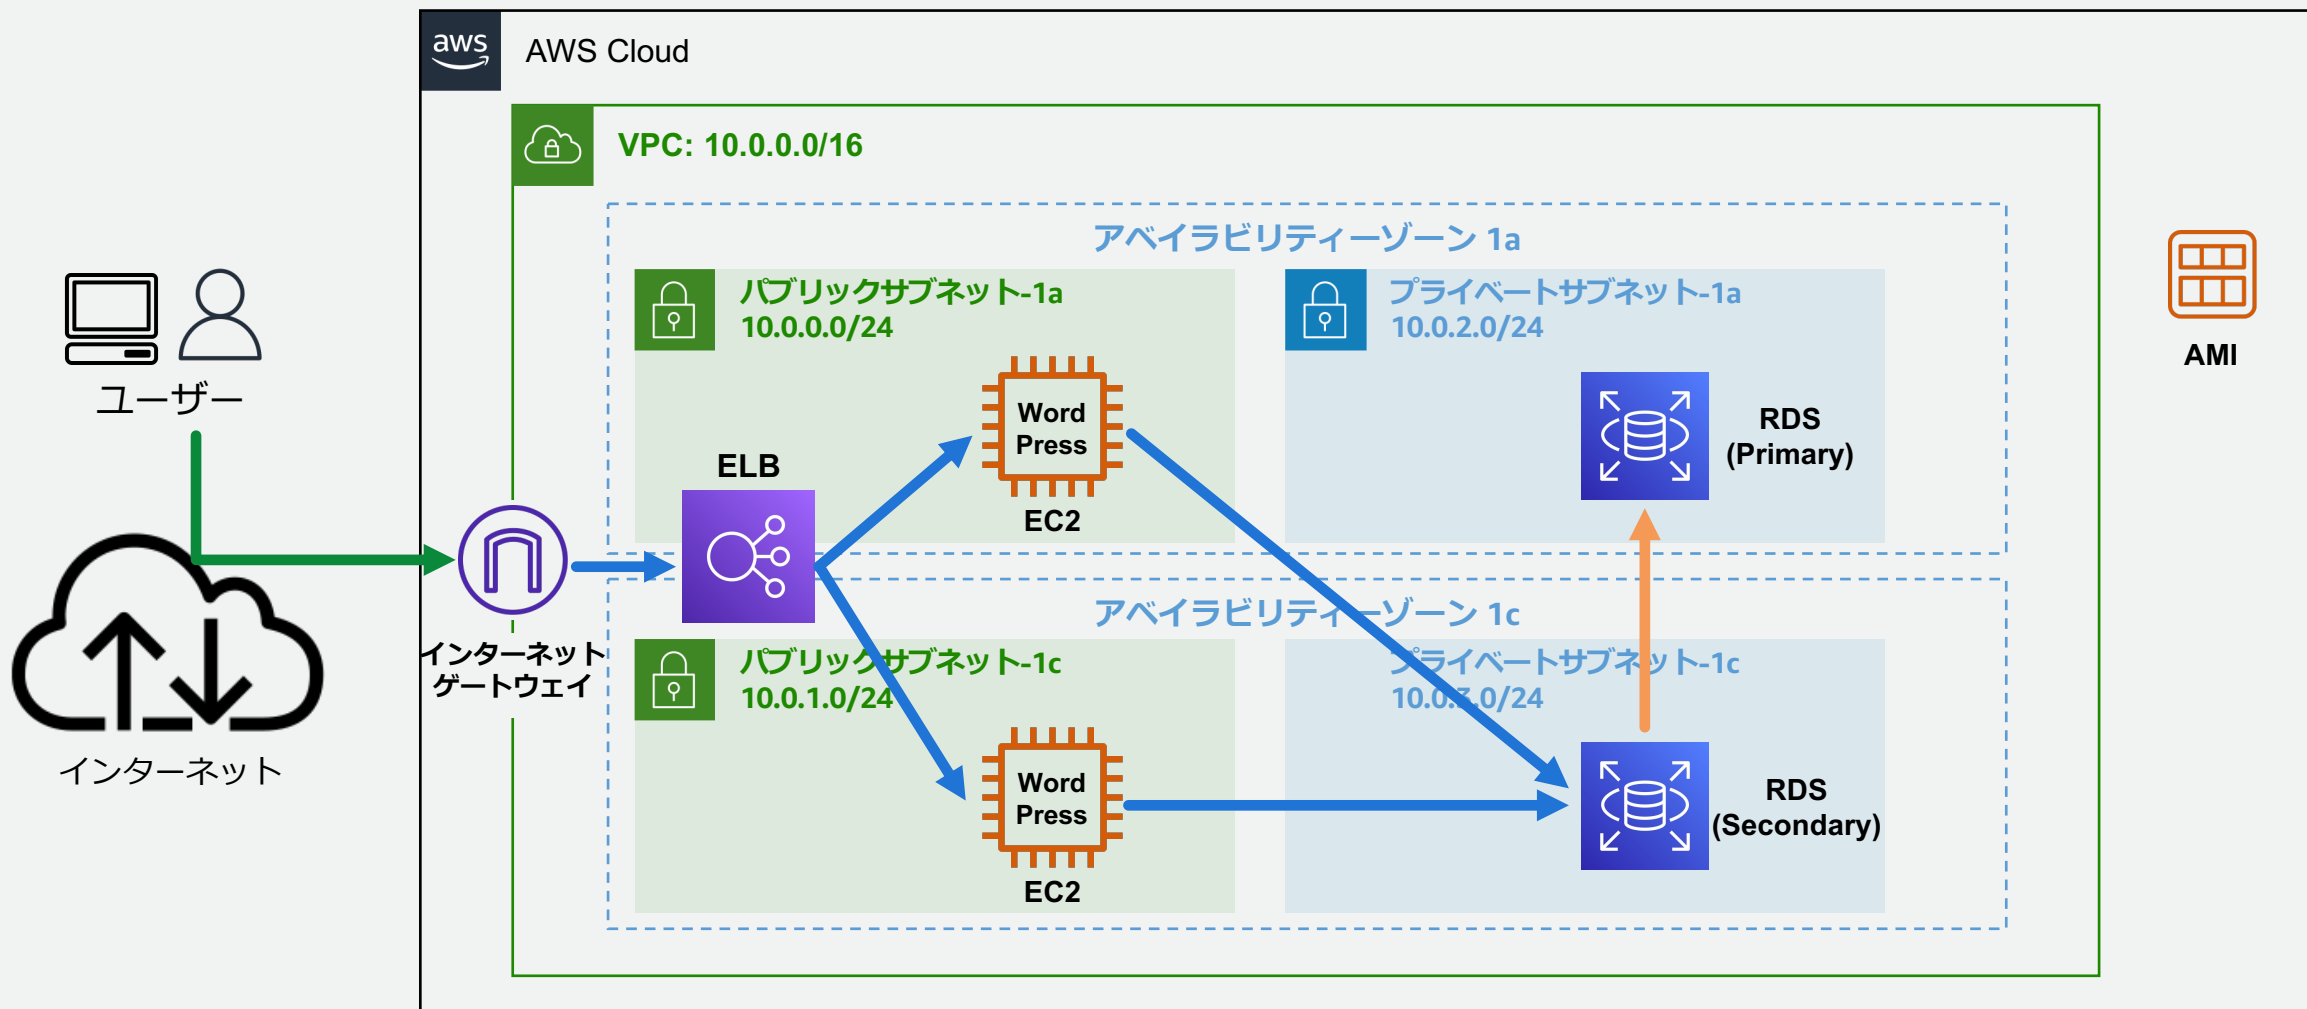 aws
AWS Cloud
VPC: 10.0.0.0/16
アベイラビリティーゾーン 1a
パブリックサブネット-1a
10.0.0.0/24
プライベートサブネット-1a
10.0.2.0/24
AMI
ユーザー
Word
Press
EC2
RDS
(Primary)
ELB
アベイラビリティーゾーン 1c
インターネット
ゲートウェイ
パブリックサブネット-1c
10.0.1.0/24
プライベートサブネット-1c
10.0.3.0/24
インターネット
Word
Press
EC2
RDS
(Secondary)